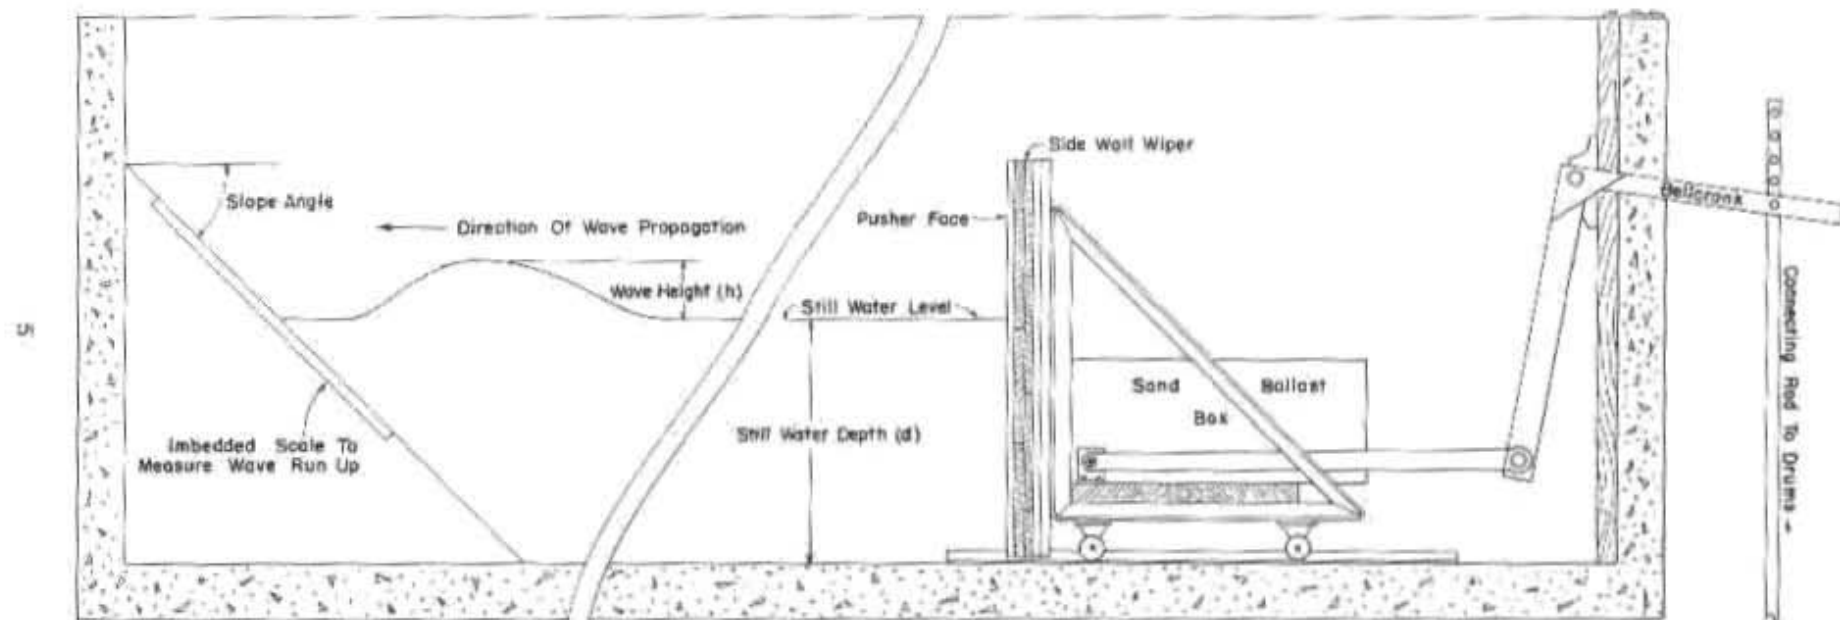 5
Side Wall Wiper
Slope Angle
Pusher Face
Bellcrank
Direction Of Wave Propagation
Wave Height (h)
Still Water Level
Connecting Rod To Drums
Sand Ballast
Box
Still Water Depth (d)
Imbedded Scale To
Measure Wave Run Up